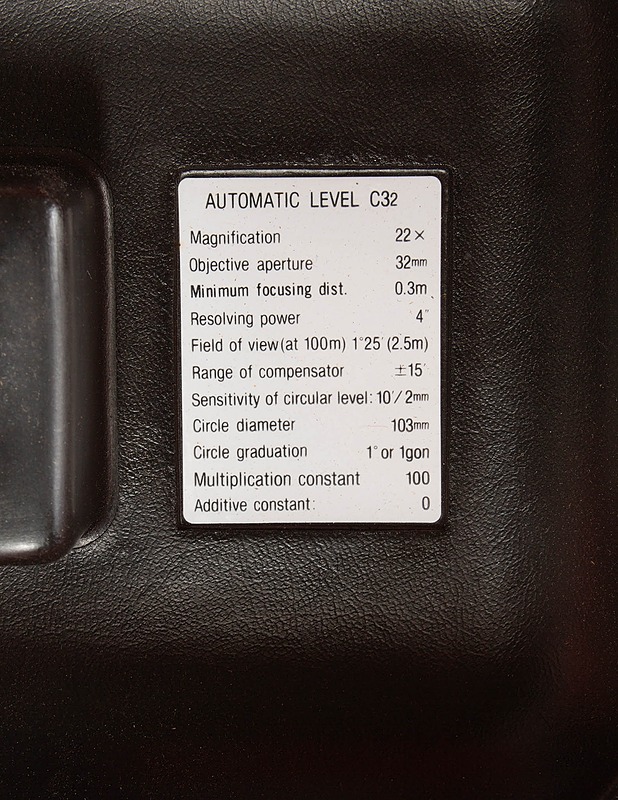 AUTOMATIC LEVEL C32
Magnification 22×
Objective aperture 32mm
Minimum focusing dist. 0.3m
Resolving power 4″
Field of view(at 100m) 1°25′(2.5m)
Range of compensator ±15′
Sensitivity of circular level: 10′/2mm
Circle diameter 103mm
Circle graduation 1° or 1gon
Multiplication constant 100
Additive constant: 0